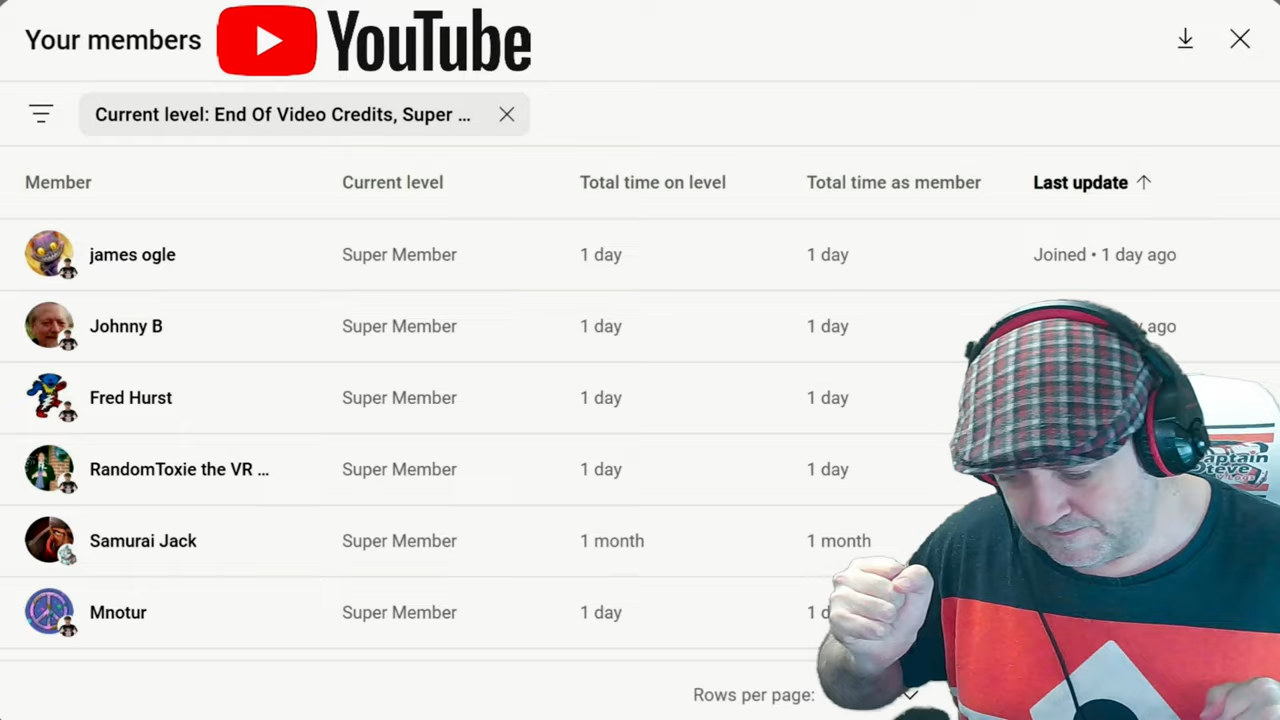 Your members YouTube
Current level: End Of Video Credits, Super ...
Member Current level Total time on level Total time as member Last update
james ogle Super Member 1 day 1 day Joined • 1 day ago
Johnny B Super Member 1 day 1 day ago
Fred Hurst Super Member 1 day 1 day
RandomToxie the VR ... Super Member 1 day 1 day
Captain
Steve
Samurai Jack Super Member 1 month 1 month
Mnotur Super Member 1 day 1
Rows per page: